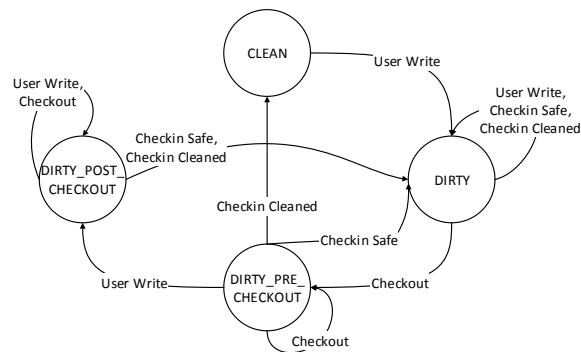 CLEAN
User Write
User Write,
Checkout
User Write,
Checkin Safe,
Checkin Cleaned
Checkin Safe,
Checkin Cleaned
DIRTY_POST_
CHECKOUT
DIRTY
Checkin Cleaned
Checkin Safe
User Write
DIRTY_PRE_
CHECKOUT
Checkout
Checkout